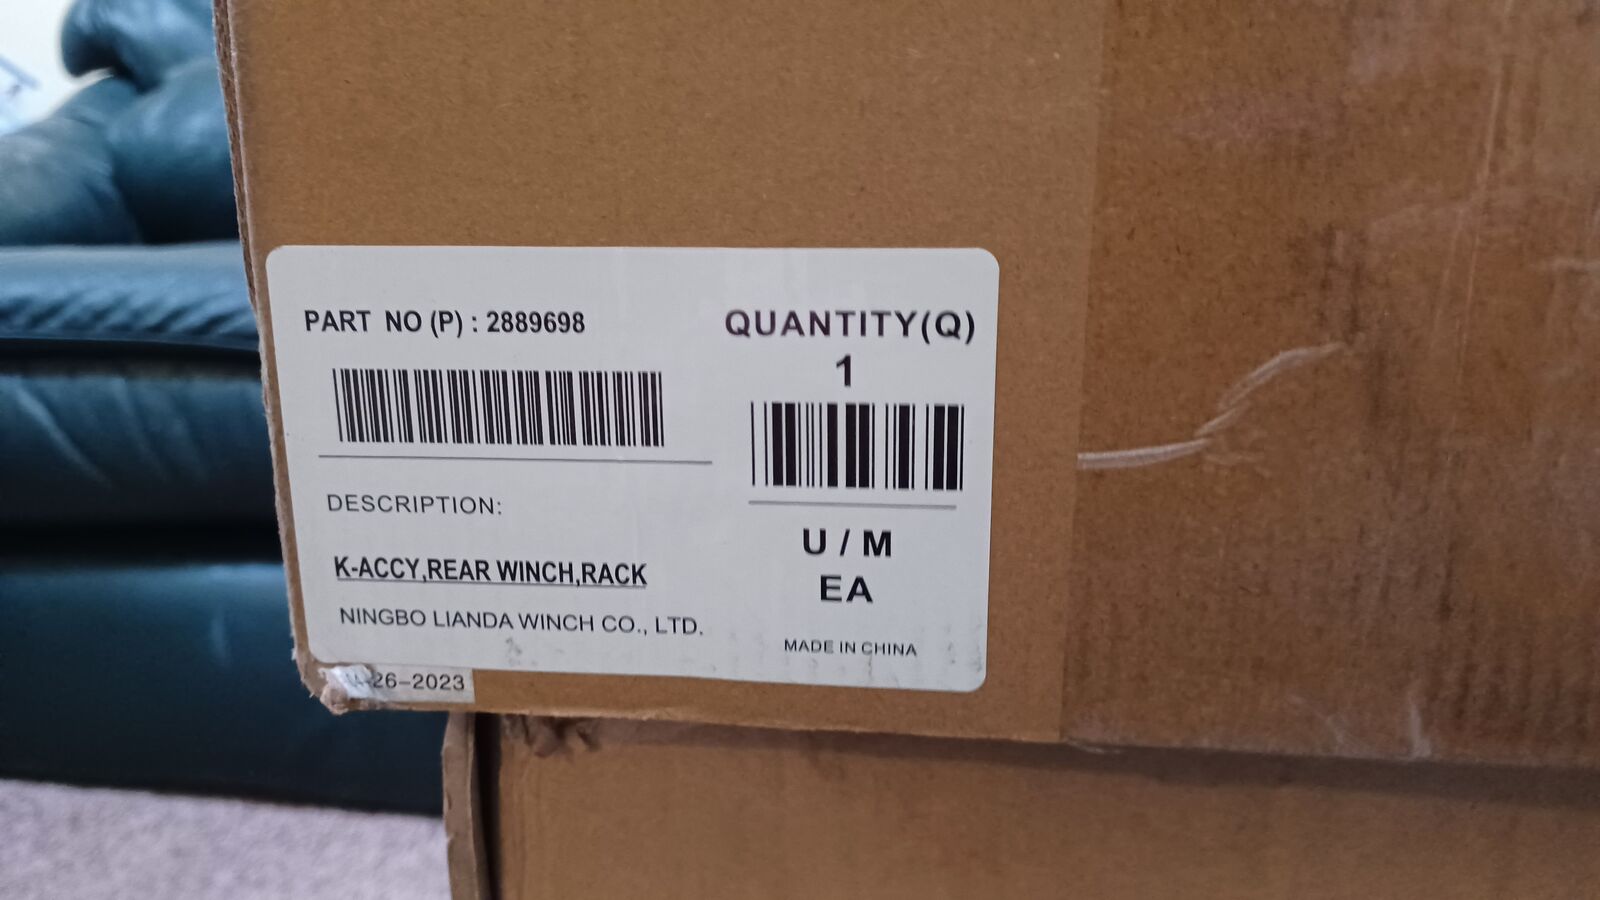 PART NO (P) : 2889698
QUANTITY(Q)
1
DESCRIPTION:
K-ACCY,REAR WINCH,RACK
NINGBO LIANDA WINCH CO., LTD.
U / M
EA
MADE IN CHINA
26-2023